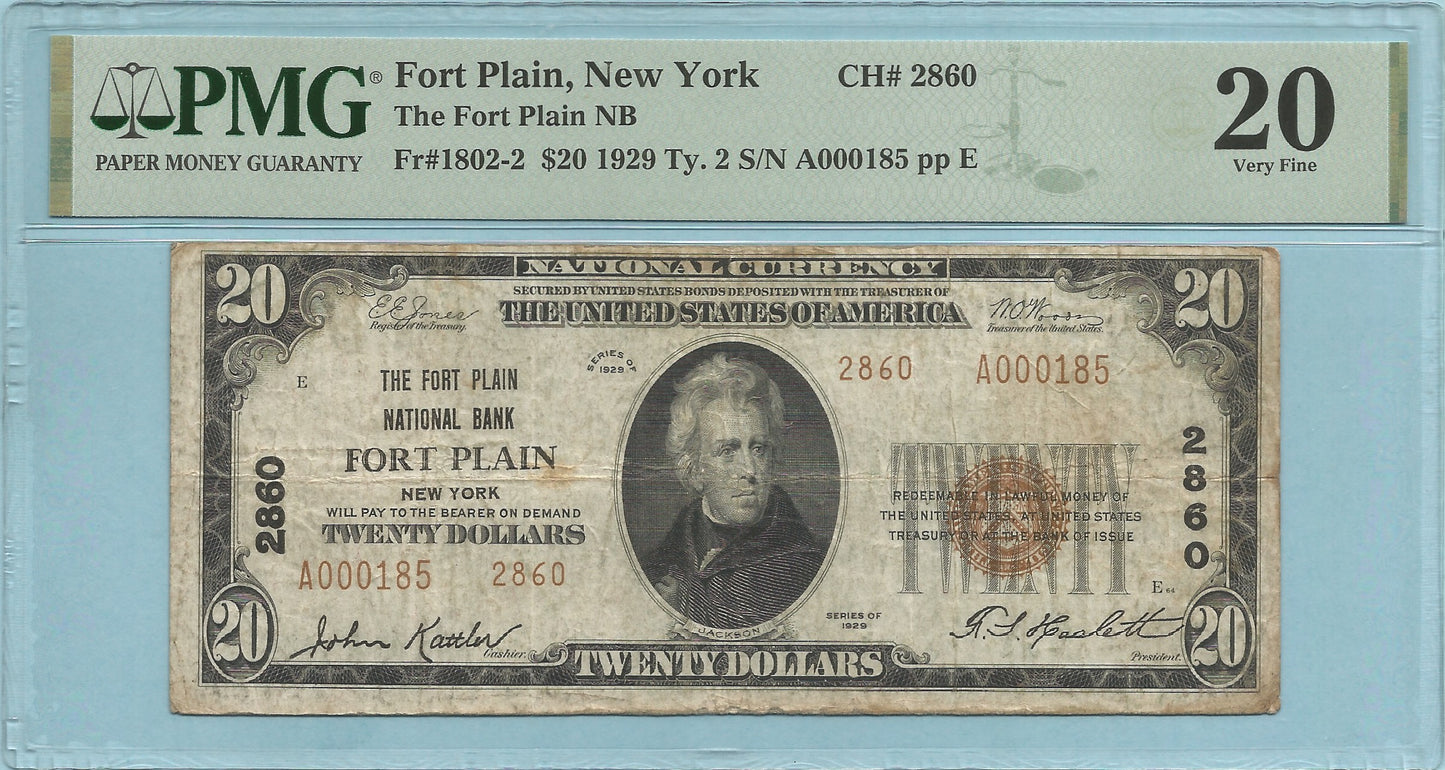 PMG®
PAPER MONEY GUARANTY
Fort Plain, New York CH# 2860
The Fort Plain NB
Fr#1802-2 $20 1929 Ty. 2 S/N A000185 pp E
20
Very Fine
20 NATIONAL CURRENCY 20
SECURED BY UNITED STATES BONDS DEPOSITED WITH THE TREASURER OF
THE UNITED STATES OF AMERICA
E.E. Jones
Register of the Treasury.
W.O. Woods
Treasurer of the United States.
SERIES OF
1929
E
THE FORT PLAIN
NATIONAL BANK
FORT PLAIN
NEW YORK
WILL PAY TO THE BEARER ON DEMAND
TWENTY DOLLARS
2860 A000185
2860
2860
TWENTY
REDEEMABLE IN LAWFUL MONEY OF
THE UNITED STATES, AT UNITED STATES
TREASURY OR AT THE BANK OF ISSUE
A000185 2860
E 64
SERIES OF
1929
JACKSON
John Kattler
Cashier.
President.
20 TWENTY DOLLARS 20